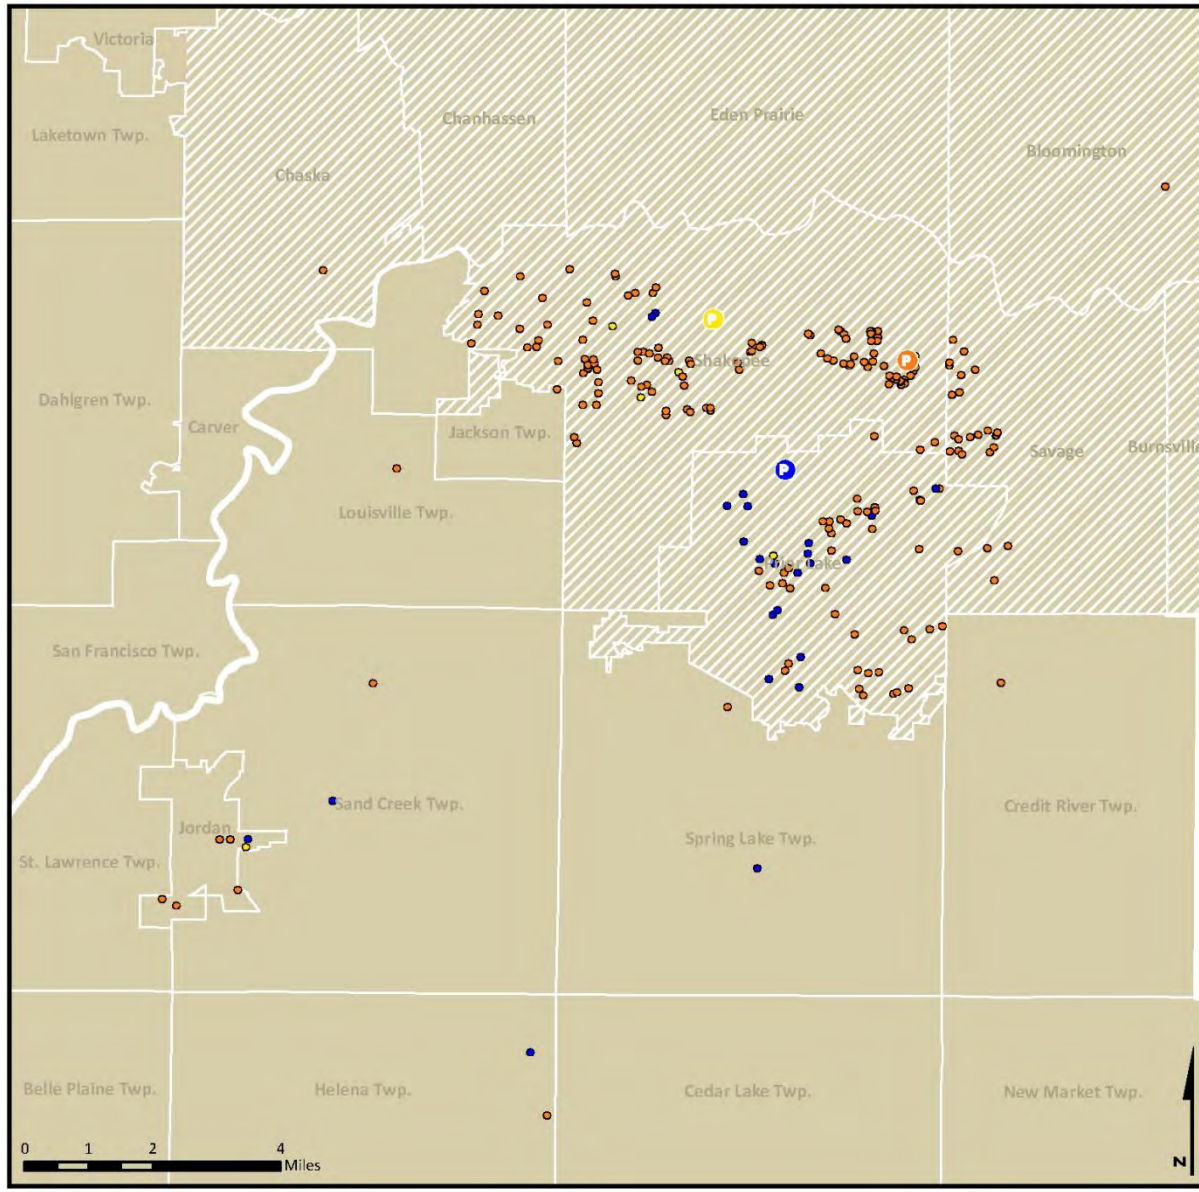 Victoria
Chanhassen
Eden Prairie
Laketown Twp.
Bloomington
Chaska
P
P
Shakopee
Dahlgren Twp.
Carver
Jackson Twp.
Savage
Burnsville
P
Louisville Twp.
Prior Lake
San Francisco Twp.
Sand Creek Twp.
Credit River Twp.
Jordan
Spring Lake Twp.
St. Lawrence Twp.
Belle Plaine Twp.
Helena Twp.
Cedar Lake Twp.
New Market Twp.
0 1 2 4
Miles
N